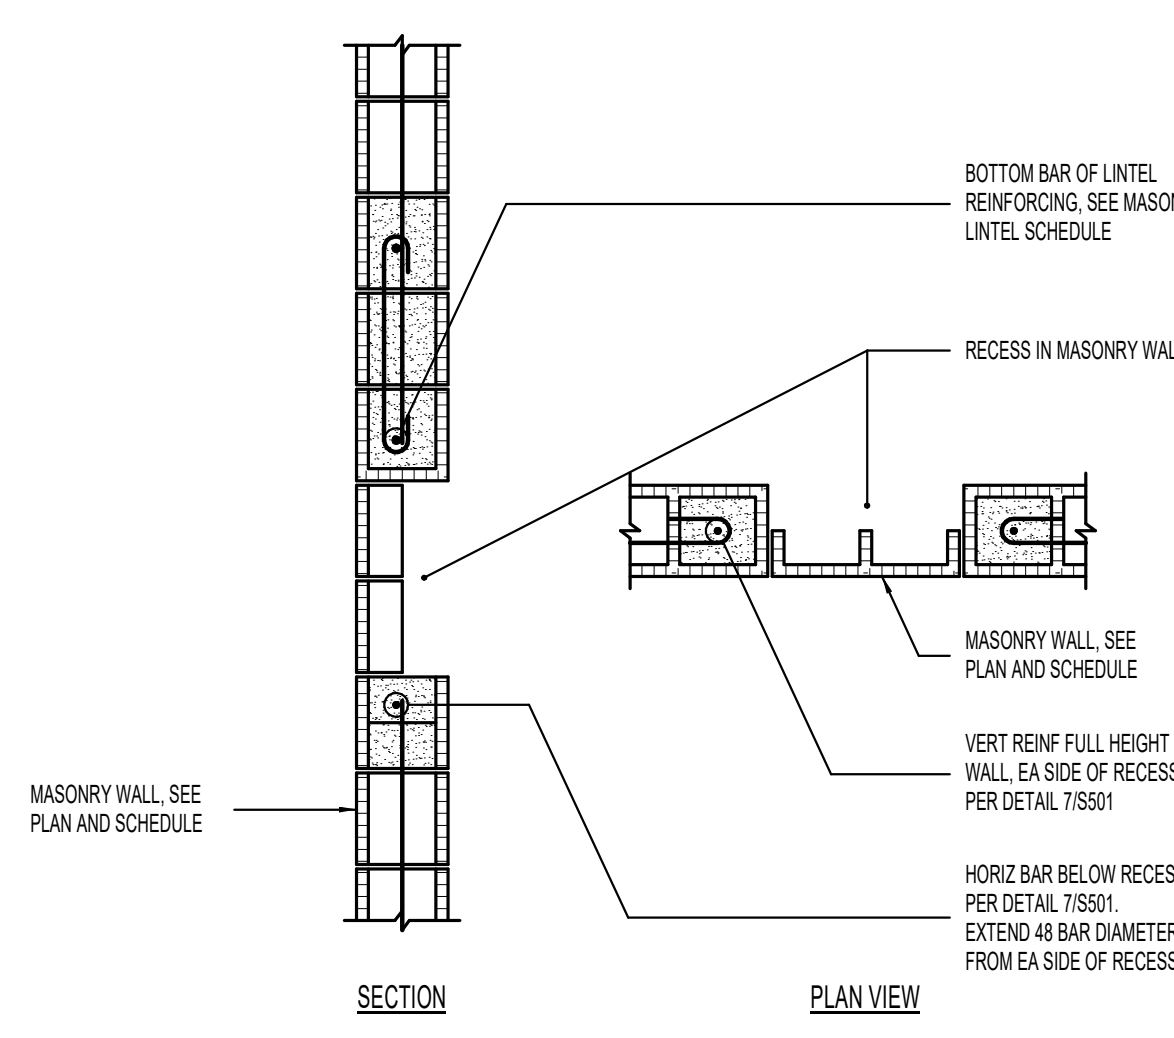 BOTTOM BAR OF LINTEL
REINFORCING, SEE MASON
LINTEL SCHEDULE
RECESS IN MASONRY WAL
MASONRY WALL, SEE
PLAN AND SCHEDULE
VERT REINF FULL HEIGHT
WALL, EA SIDE OF RECESS
PER DETAIL 7/S501
MASONRY WALL, SEE
PLAN AND SCHEDULE
HORIZ BAR BELOW RECES
PER DETAIL 7/S501.
EXTEND 48 BAR DIAMETER
FROM EA SIDE OF RECESS
SECTION
PLAN VIEW